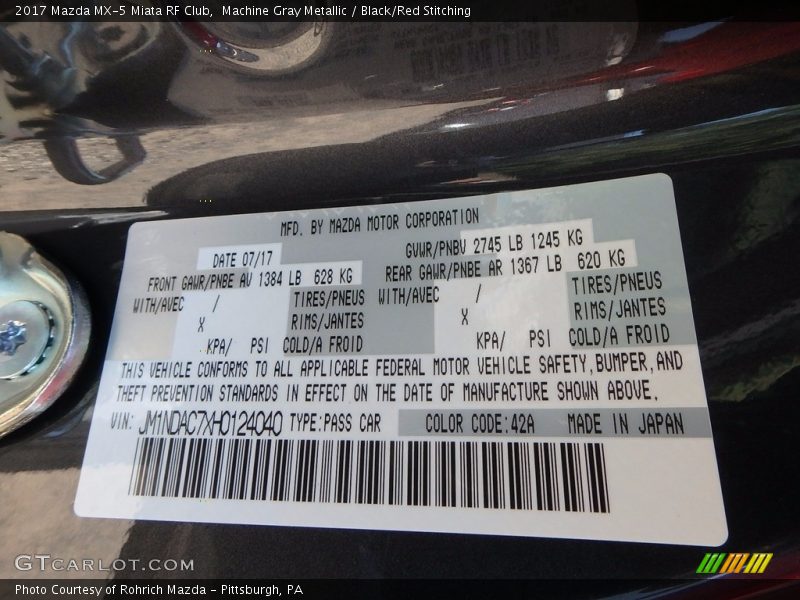 2017 Mazda MX-5 Miata RF Club,  Machine Gray Metallic / Black/Red Stitching
MFD. BY MAZDA MOTOR CORPORATION
DATE 07/17
GVWR/PNBV 2745 LB 1245 KG
FRONT GAWR/PNBE AV 1384 LB 628 KG
REAR GAWR/PNBE AR 1367 LB 620 KG
WITH/AVEC / TIRES/PNEUS WITH/AVEC / TIRES/PNEUS
X RIMS/JANTES X RIMS/JANTES
KPA/ PSI COLD/A FROID KPA/ PSI COLD/A FROID
THIS VEHICLE CONFORMS TO ALL APPLICABLE FEDERAL MOTOR VEHICLE SAFETY,BUMPER,AND
THEFT PREVENTION STANDARDS IN EFFECT ON THE DATE OF MANUFACTURE SHOWN ABOVE.
VIN: JM1NDAC7XH0124040 TYPE:PASS CAR COLOR CODE:42A MADE IN JAPAN
GTCARLOT.COM
Photo Courtesy of Rohrich Mazda - Pittsburgh, PA